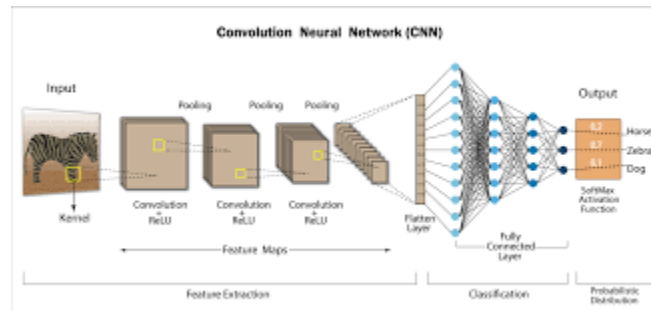 Convolution Neural Network (CNN)
Input
Output
Pooling
Pooling
Pooling
0.2
Horse
0.7
Zebra
0.1
Dog
Kernel
Convolution
+
ReLU
Convolution
+
ReLU
Convolution
+
ReLU
Flatten
Layer
SoftMax
Activation
Function
Feature Maps
Fully
Connected
Layer
Feature Extraction
Classification
Probabilistic
Distribution